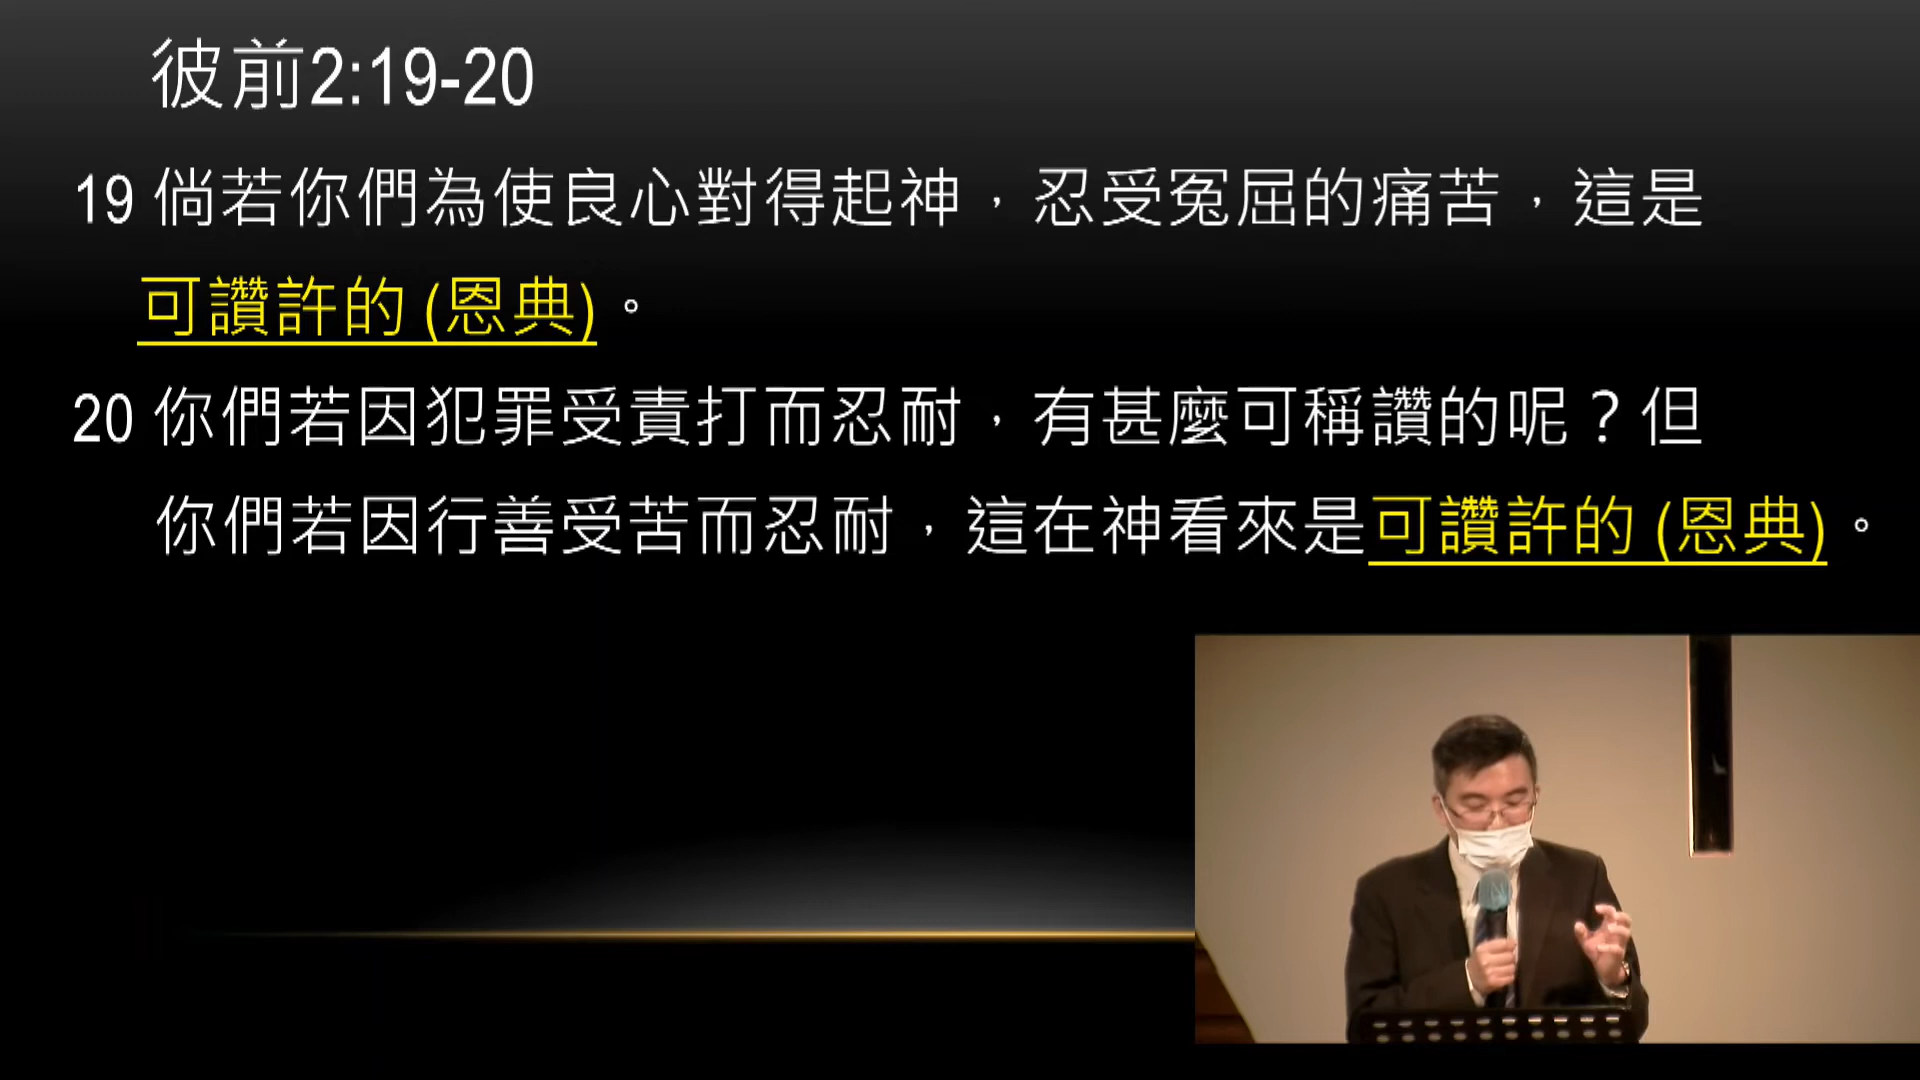 彼前2:19-20
19 倘若你們為使良心對得起神，忍受冤屈的痛苦，這是
可讚許的 (恩典)。
20 你們若因犯罪受責打而忍耐，有甚麼可稱讚的呢？但
你們若因行善受苦而忍耐，這在神看來是可讚許的 (恩典)。